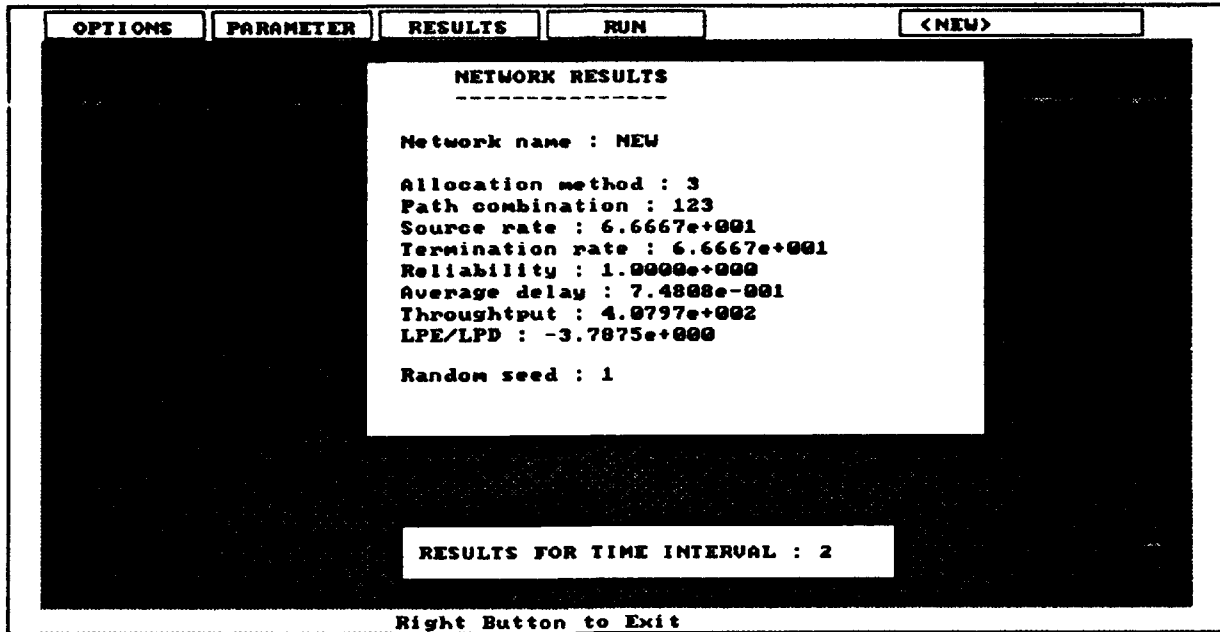 OPTIONS PARAMETER RESULTS RUN <NEW>
NETWORK RESULTS
---------------
Network name : NEW
Allocation method : 3
Path combination : 123
Source rate : 6.6667e+001
Termination rate : 6.6667e+001
Reliability : 1.0000e+000
Average delay : 7.4808e-001
Throughtput : 4.0797e+002
LPE/LPD : -3.7875e+000
Random seed : 1
RESULTS FOR TIME INTERVAL : 2
Right Button to Exit